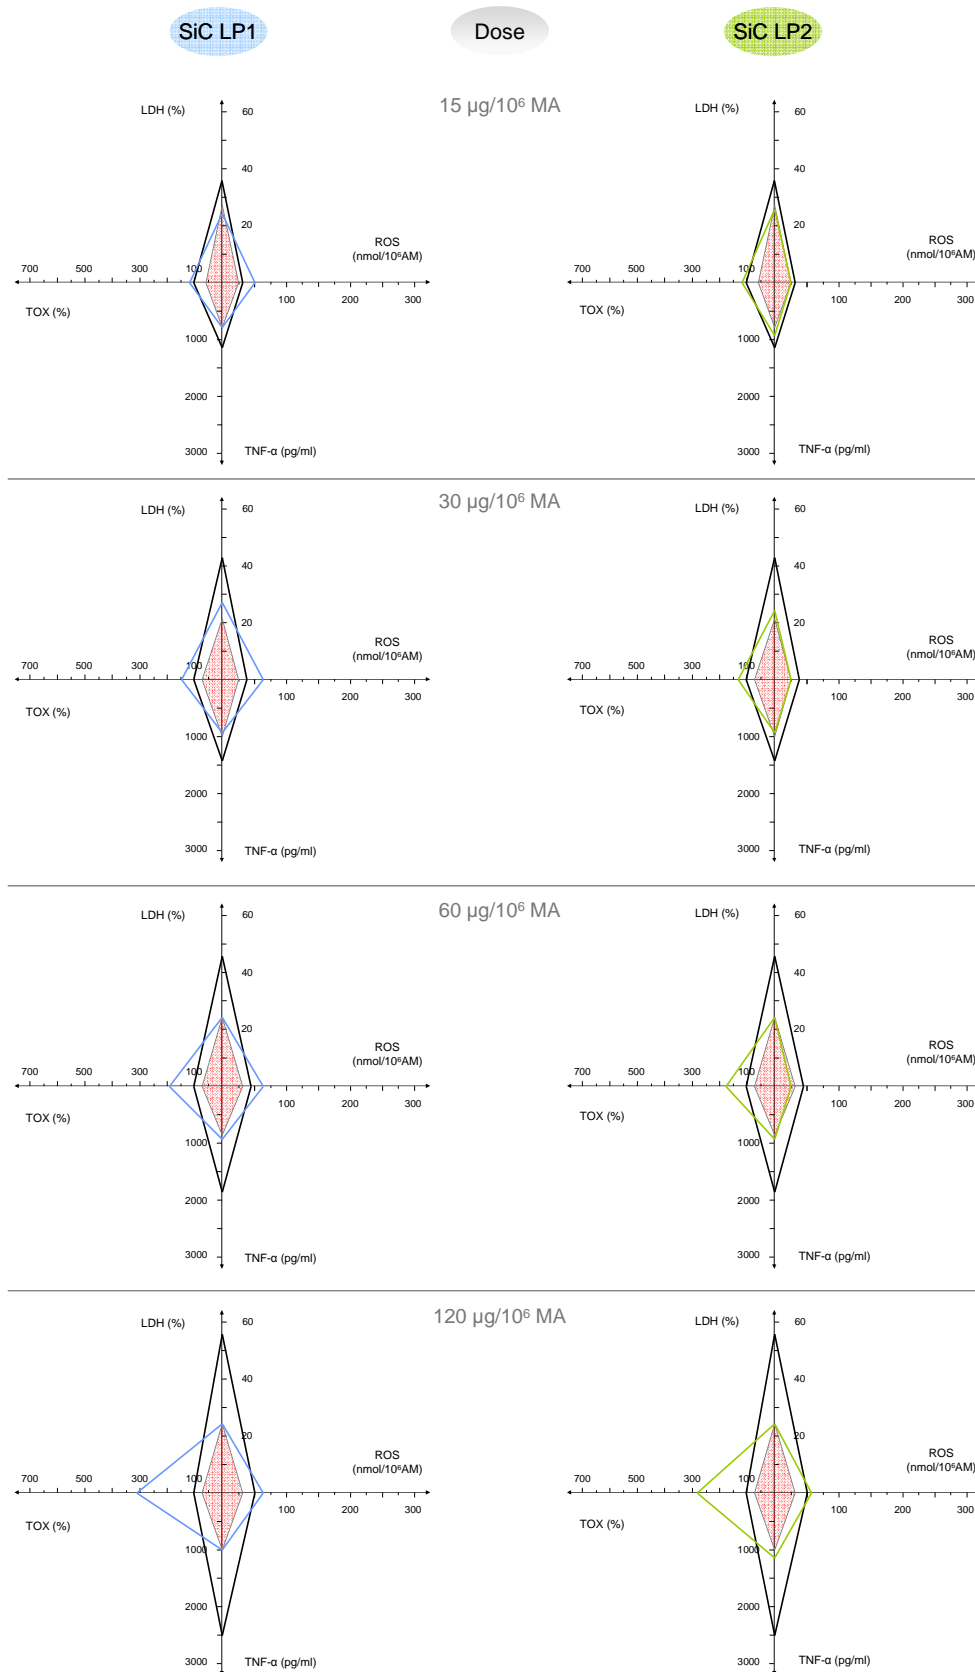 SiC LP1 Dose SiC LP2
15 µg/10⁶ MA
LDH (%) 60 LDH (%) 60
40 40
20 20
ROS ROS
(nmol/10⁶AM) (nmol/10⁶AM)
700 500 300 100 700 500 300 100
100 200 300 100 200 300
TOX (%) TOX (%)
1000 1000
2000 2000
3000 TNF-α (pg/ml) 3000 TNF-α (pg/ml)
30 µg/10⁶ MA
LDH (%) 60 LDH (%) 60
40 40
20 20
ROS ROS
(nmol/10⁶AM) (nmol/10⁶AM)
700 500 300 100 700 500 300 100
100 200 300 100 200 300
TOX (%) TOX (%)
1000 1000
2000 2000
3000 TNF-α (pg/ml) 3000 TNF-α (pg/ml)
60 µg/10⁶ MA
LDH (%) 60 LDH (%) 60
40 40
20 20
ROS ROS
(nmol/10⁶AM) (nmol/10⁶AM)
700 500 300 100 700 500 300 100
100 200 300 100 200 300
TOX (%) TOX (%)
1000 1000
2000 2000
3000 TNF-α (pg/ml) 3000 TNF-α (pg/ml)
120 µg/10⁶ MA
LDH (%) 60 LDH (%) 60
40 40
20 20
ROS ROS
(nmol/10⁶AM) (nmol/10⁶AM)
700 500 300 100 700 500 300 100
100 200 300 100 200 300
TOX (%) TOX (%)
1000 1000
2000 2000
3000 TNF-α (pg/ml) 3000 TNF-α (pg/ml)